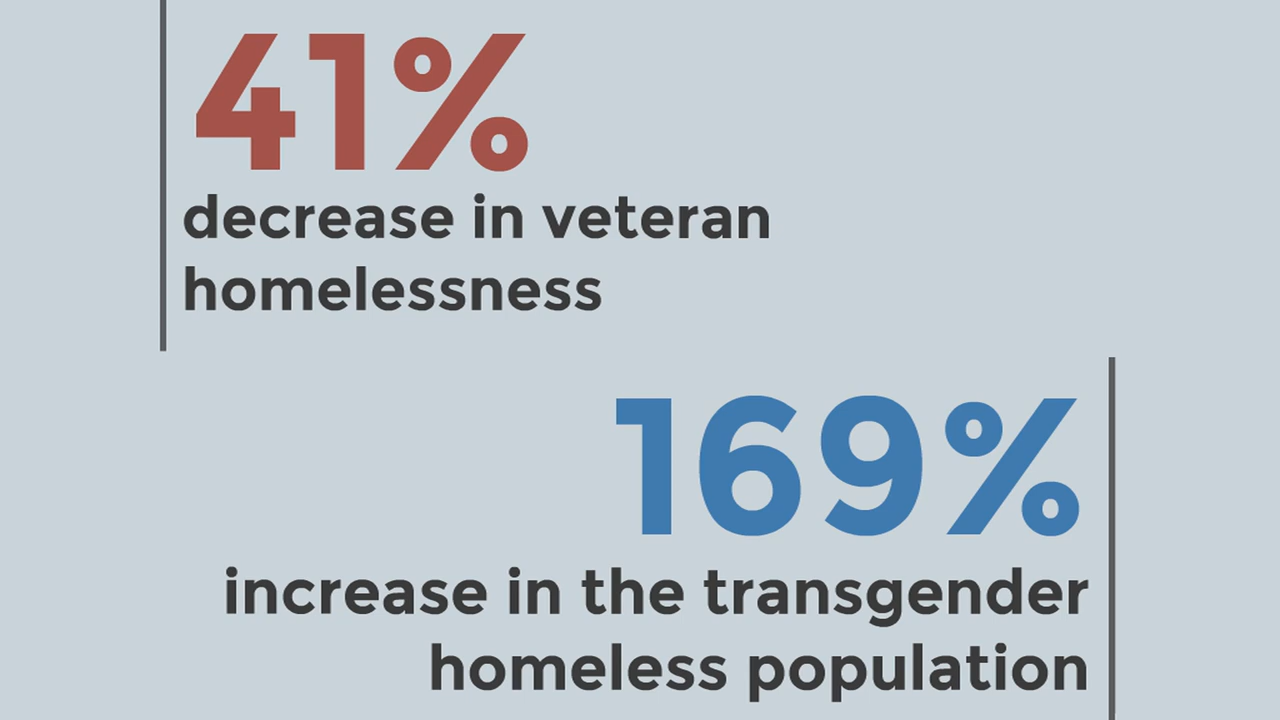 41%
decrease in veteran
homelessness
169%
increase in the transgender
homeless population